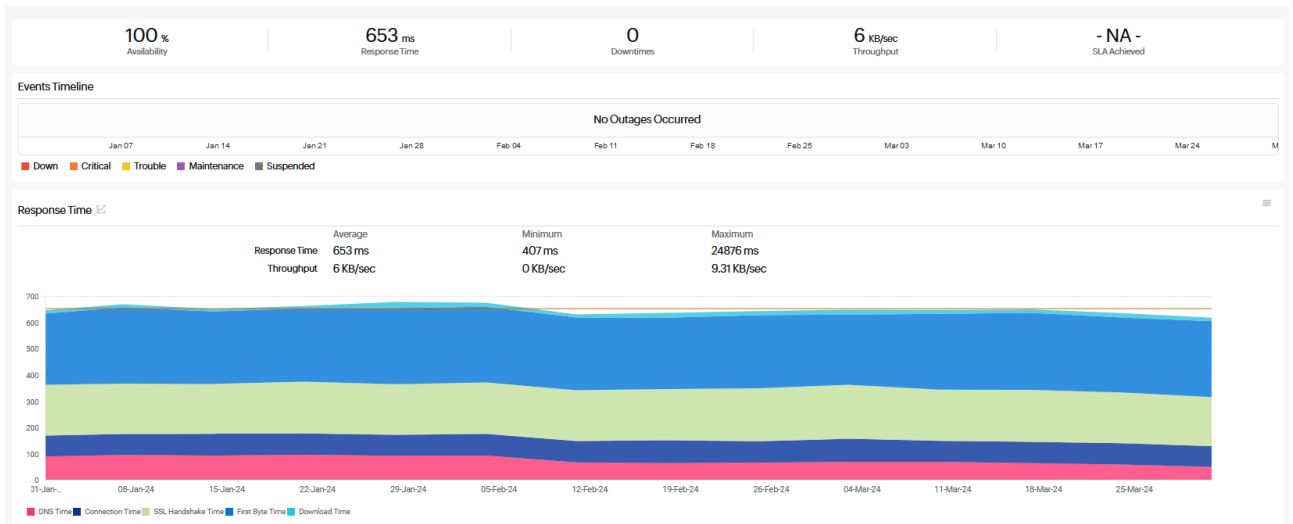 100 % 653 ms 0 6 KB/sec - NA -
Availability Response Time Downtimes Throughput SLA Achieved
Events Timeline
No Outages Occurred
Jan 07 Jan 14 Jan 21 Jan 28 Feb 04 Feb 11 Feb 18 Feb 25 Mar 03 Mar 10 Mar 17 Mar 24 M
Down Critical Trouble Maintenance Suspended
Response Time
Average Minimum Maximum
Response Time 653 ms 407 ms 24876 ms
Throughput 6 KB/sec 0 KB/sec 9.31 KB/sec
700
600
500
400
300
200
100
0
01-Jan-.. 08-Jan-24 15-Jan-24 22-Jan-24 29-Jan-24 05-Feb-24 12-Feb-24 19-Feb-24 26-Feb-24 04-Mar-24 11-Mar-24 18-Mar-24 25-Mar-24
DNS Time Connection Time SSL Handshake Time First Byte Time Download Time